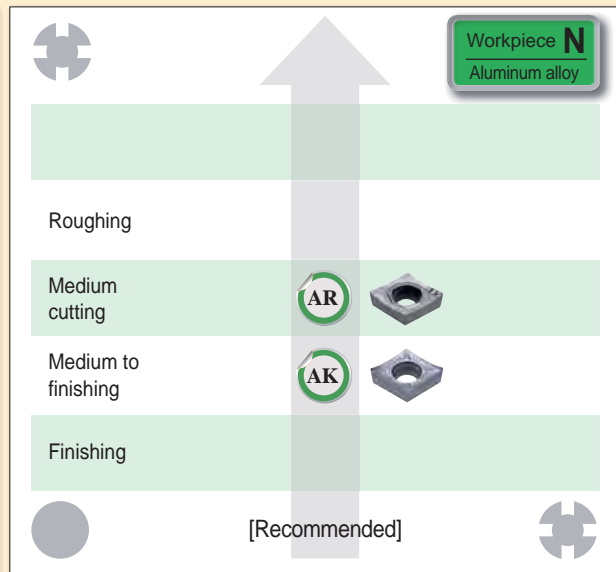 Workpiece N
Aluminum alloy
Roughing
Medium
cutting
AR
Medium to
finishing
AK
Finishing
[Recommended]